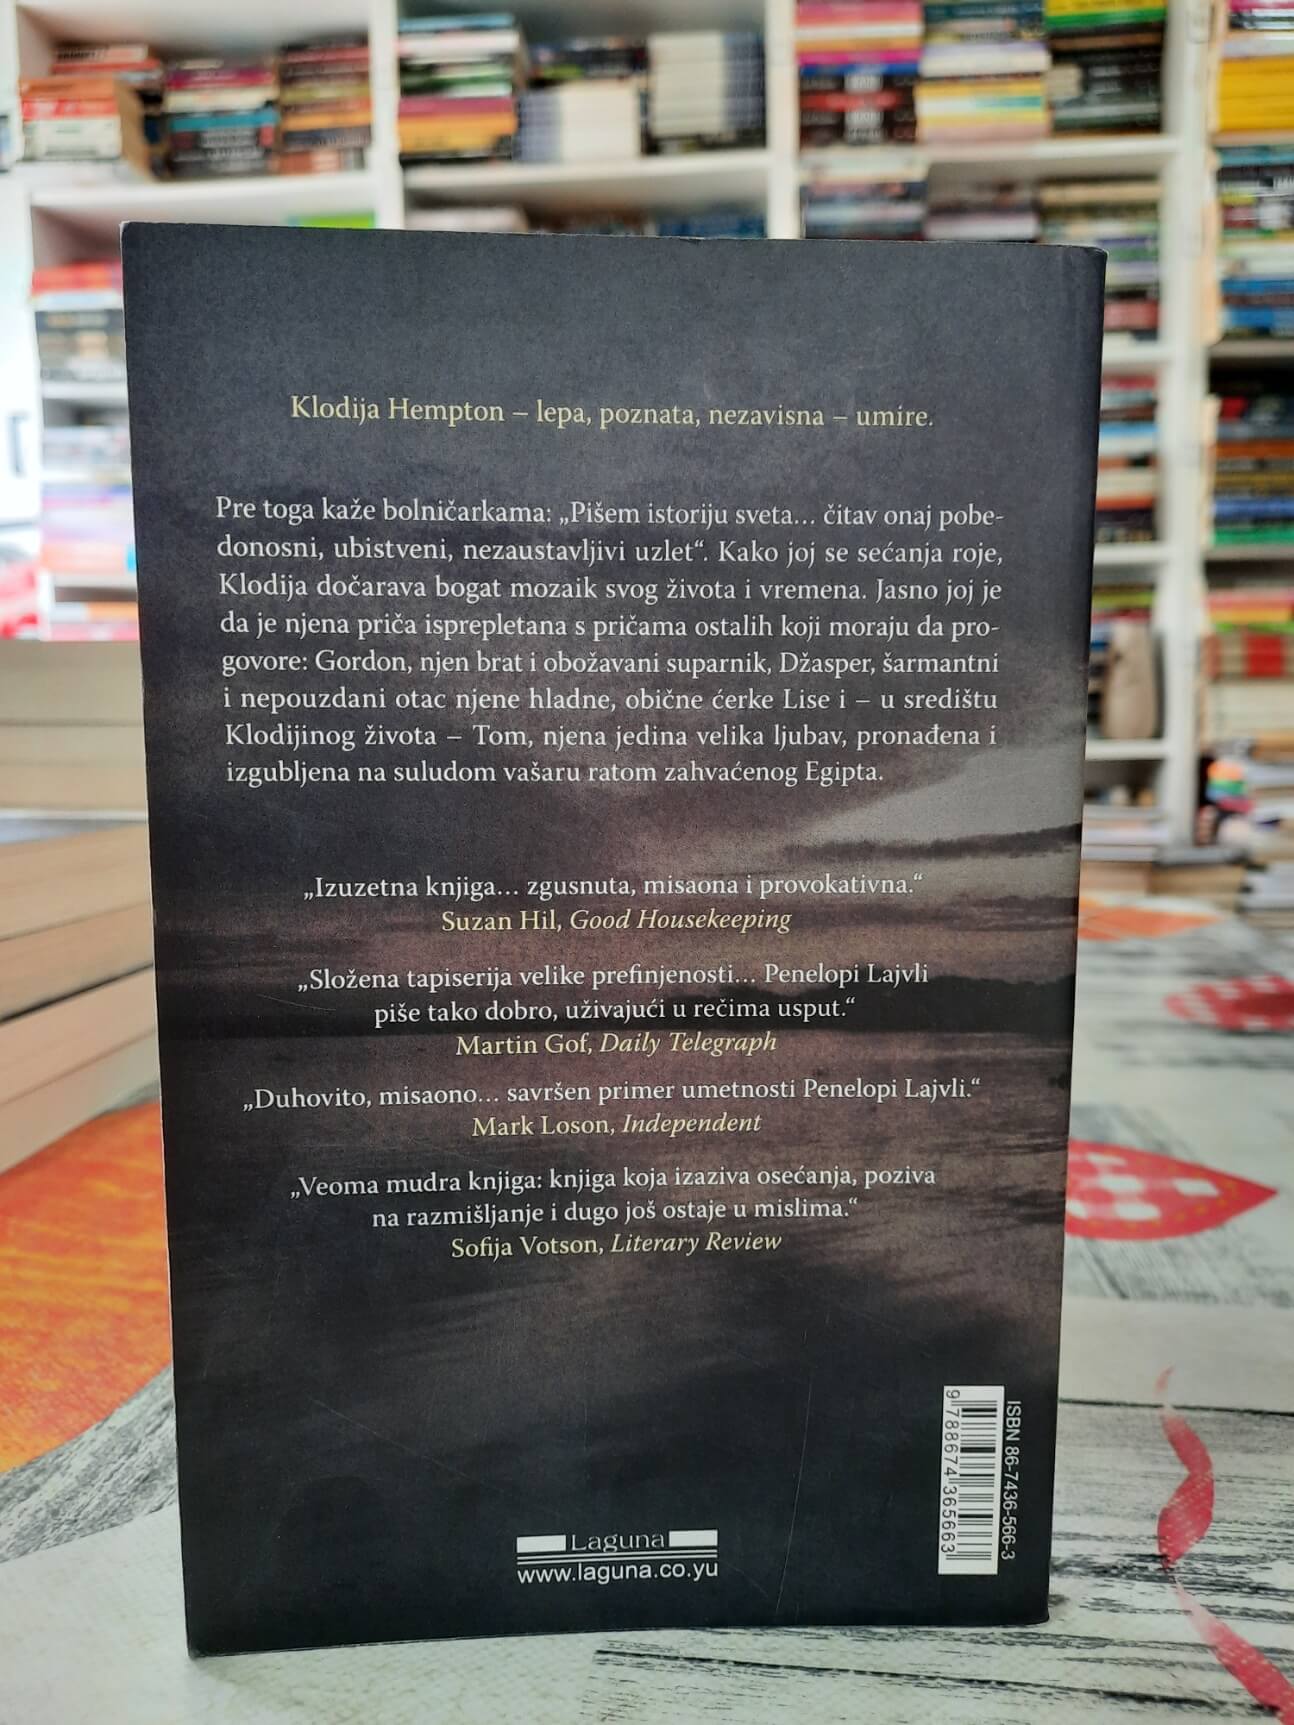 Klodija Hempton – lepa, poznata, nezavisna – umire.
Pre toga kaže bolničarkama: „Pišem istoriju sveta... čitav onaj pobe-
donosni, ubistveni, nezaustavljivi uzlet“. Kako joj se sećanja roje,
Klodija dočarava bogat mozaik svog života i vremena. Jasno joj je
da je njena priča isprepletana s pričama ostalih koji moraju da pro-
govore: Gordon, njen brat i obožavani suparnik, Džasper, šarmantni
i nepouzdani otac njene hladne, obične ćerke Lise i – u središtu
Klodijinog života – Tom, njena jedina velika ljubav, pronađena i
izgubljena na suludom vašaru ratom zahvaćenog Egipta.
„Izuzetna knjiga... zgusnuta, misaona i provokativna.“
Suzan Hil, Good Housekeeping
„Složena tapiserija velike prefinjenosti... Penelopi Lajvli
piše tako dobro, uživajući u rečima usput.“
Martin Gof, Daily Telegraph
„Duhovito, misaono... savršen primer umetnosti Penelopi Lajvli.“
Mark Loson, Independent
„Veoma mudra knjiga: knjiga koja izaziva osećanja, poziva
na razmišljanje i dugo još ostaje u mislima.“
Sofija Votson, Literary Review
ISBN 86-7436-566-3
9 788674 365663
Laguna
www.laguna.co.yu